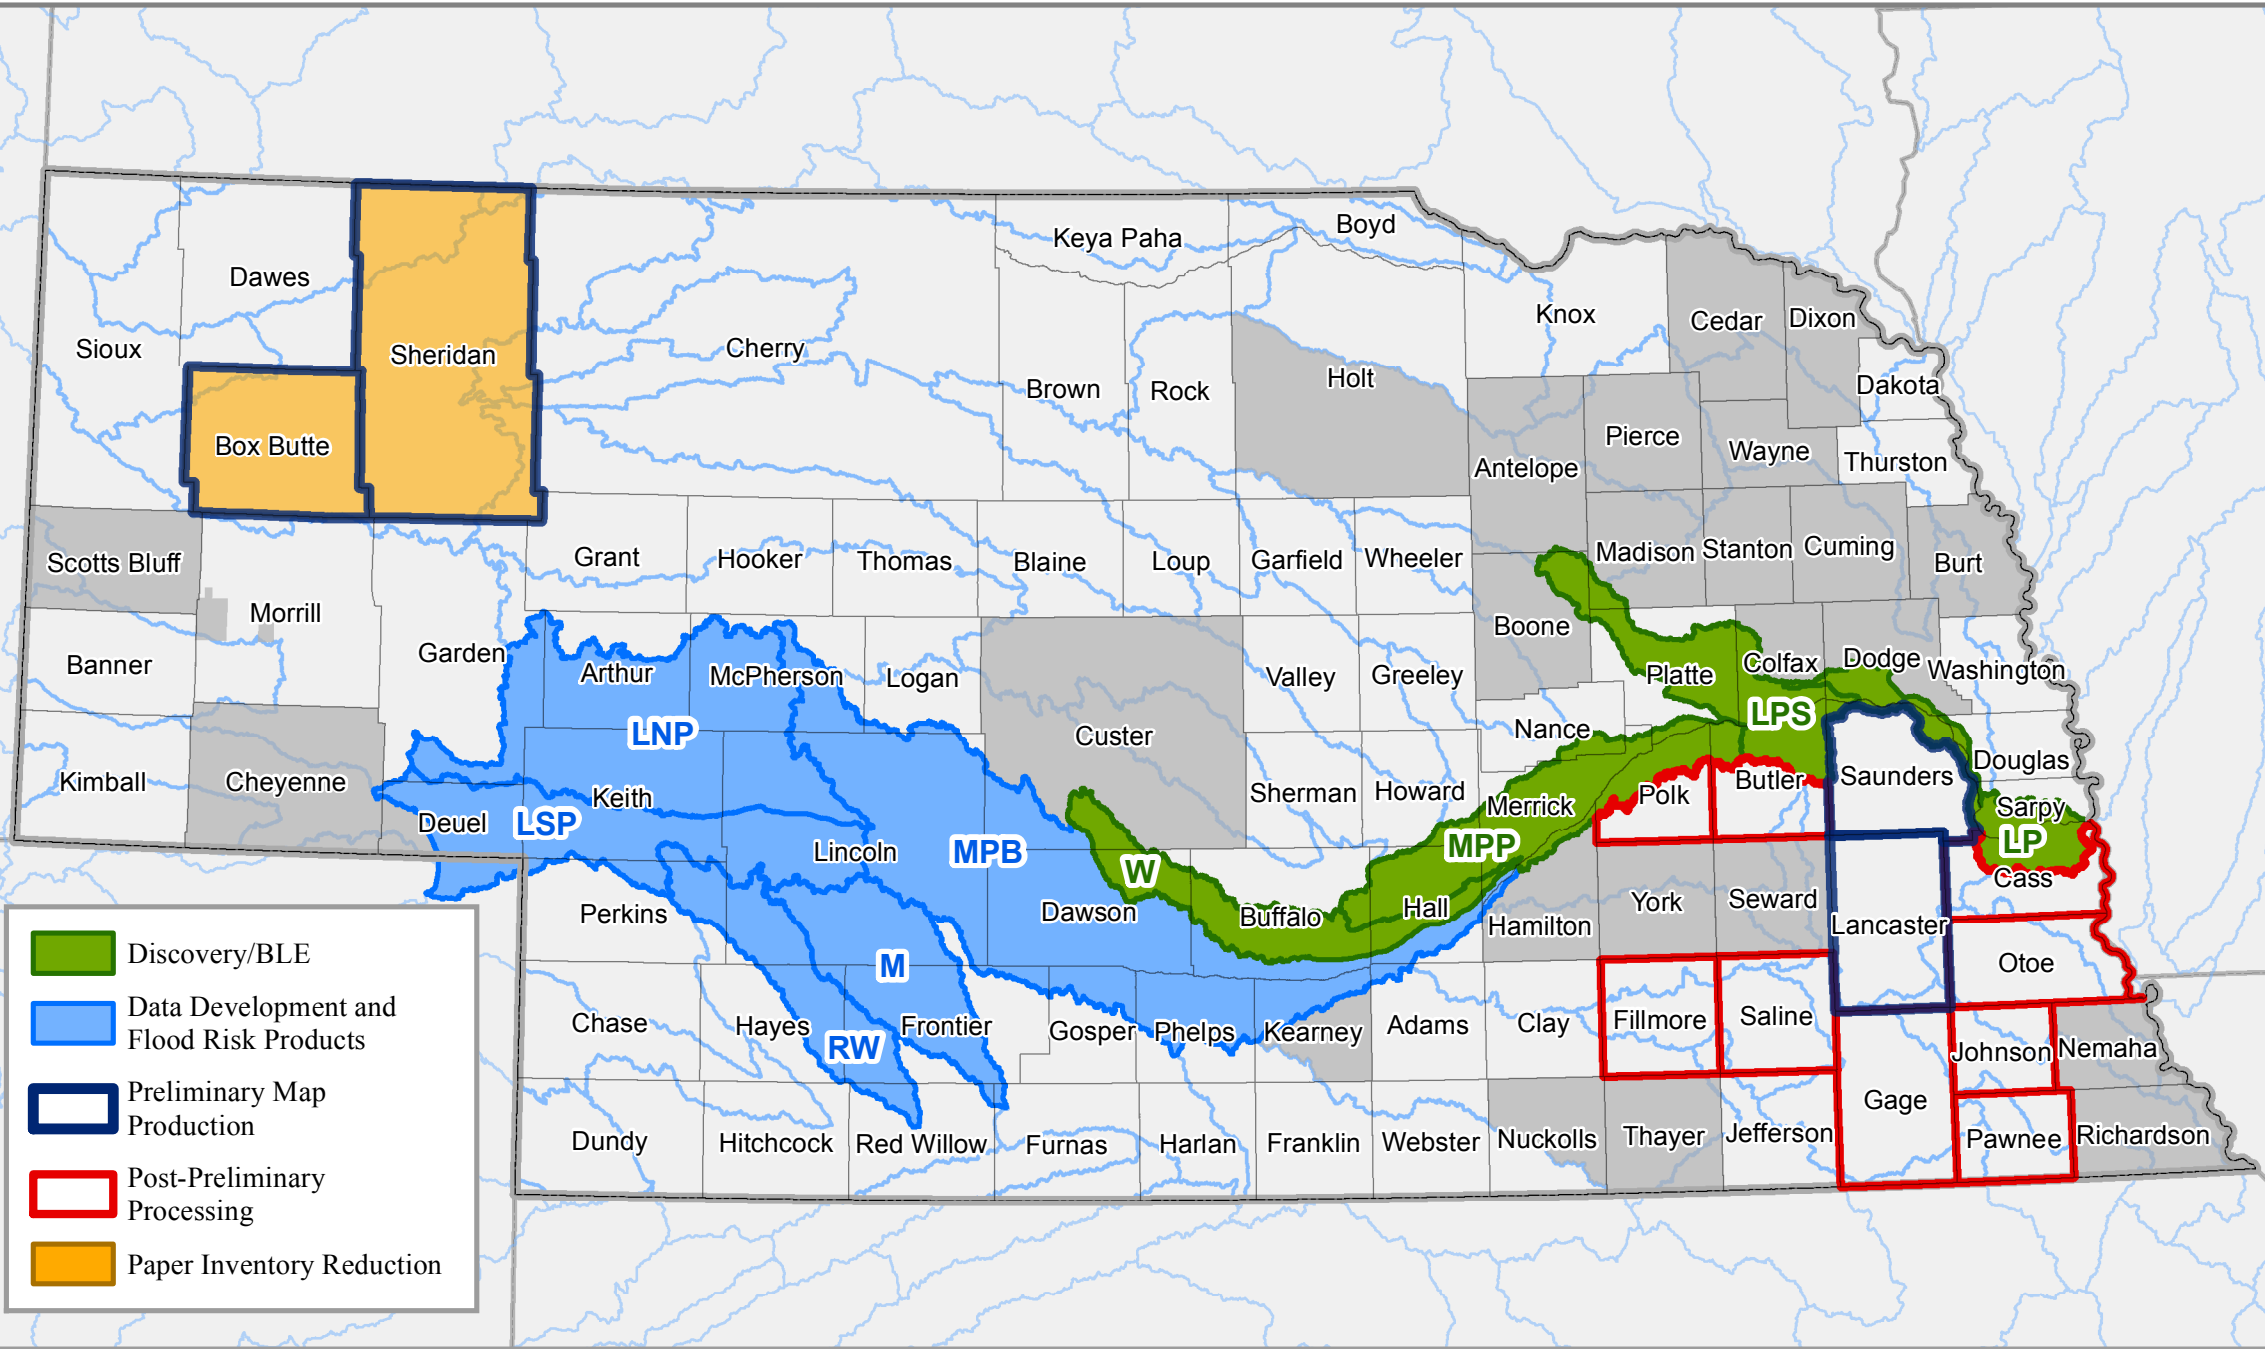 Boyd
Keya Paha
Dawes
Knox
Cedar
Dixon
Sioux
Sheridan
Cherry
Holt
Brown
Rock
Dakota
Box Butte
Pierce
Wayne
Antelope
Thurston
Scotts Bluff
Grant
Hooker
Thomas
Blaine
Loup
Garfield
Wheeler
Madison
Stanton
Cuming
Burt
Morrill
Boone
Garden
Banner
Arthur
McPherson
Logan
Valley
Greeley
Platte
Colfax
Dodge
Washington
LNP
Custer
Nance
LPS
Douglas
Kimball
Cheyenne
Keith
Sherman
Howard
Merrick
Polk
Butler
Saunders
Sarpy
Deuel
LSP
Lincoln
MPB
W
MPP
LP
Cass
Perkins
Dawson
Buffalo
Hall
Hamilton
York
Seward
Lancaster
M
Otoe
Chase
Hayes
Frontier
RW
Gosper
Phelps
Kearney
Adams
Clay
Fillmore
Saline
Johnson
Nemaha
Gage
Dundy
Hitchcock
Red Willow
Furnas
Harlan
Franklin
Webster
Nuckolls
Thayer
Jefferson
Pawnee
Richardson
Discovery/BLE
Data Development and
Flood Risk Products
Preliminary Map
Production
Post-Preliminary
Processing
Paper Inventory Reduction